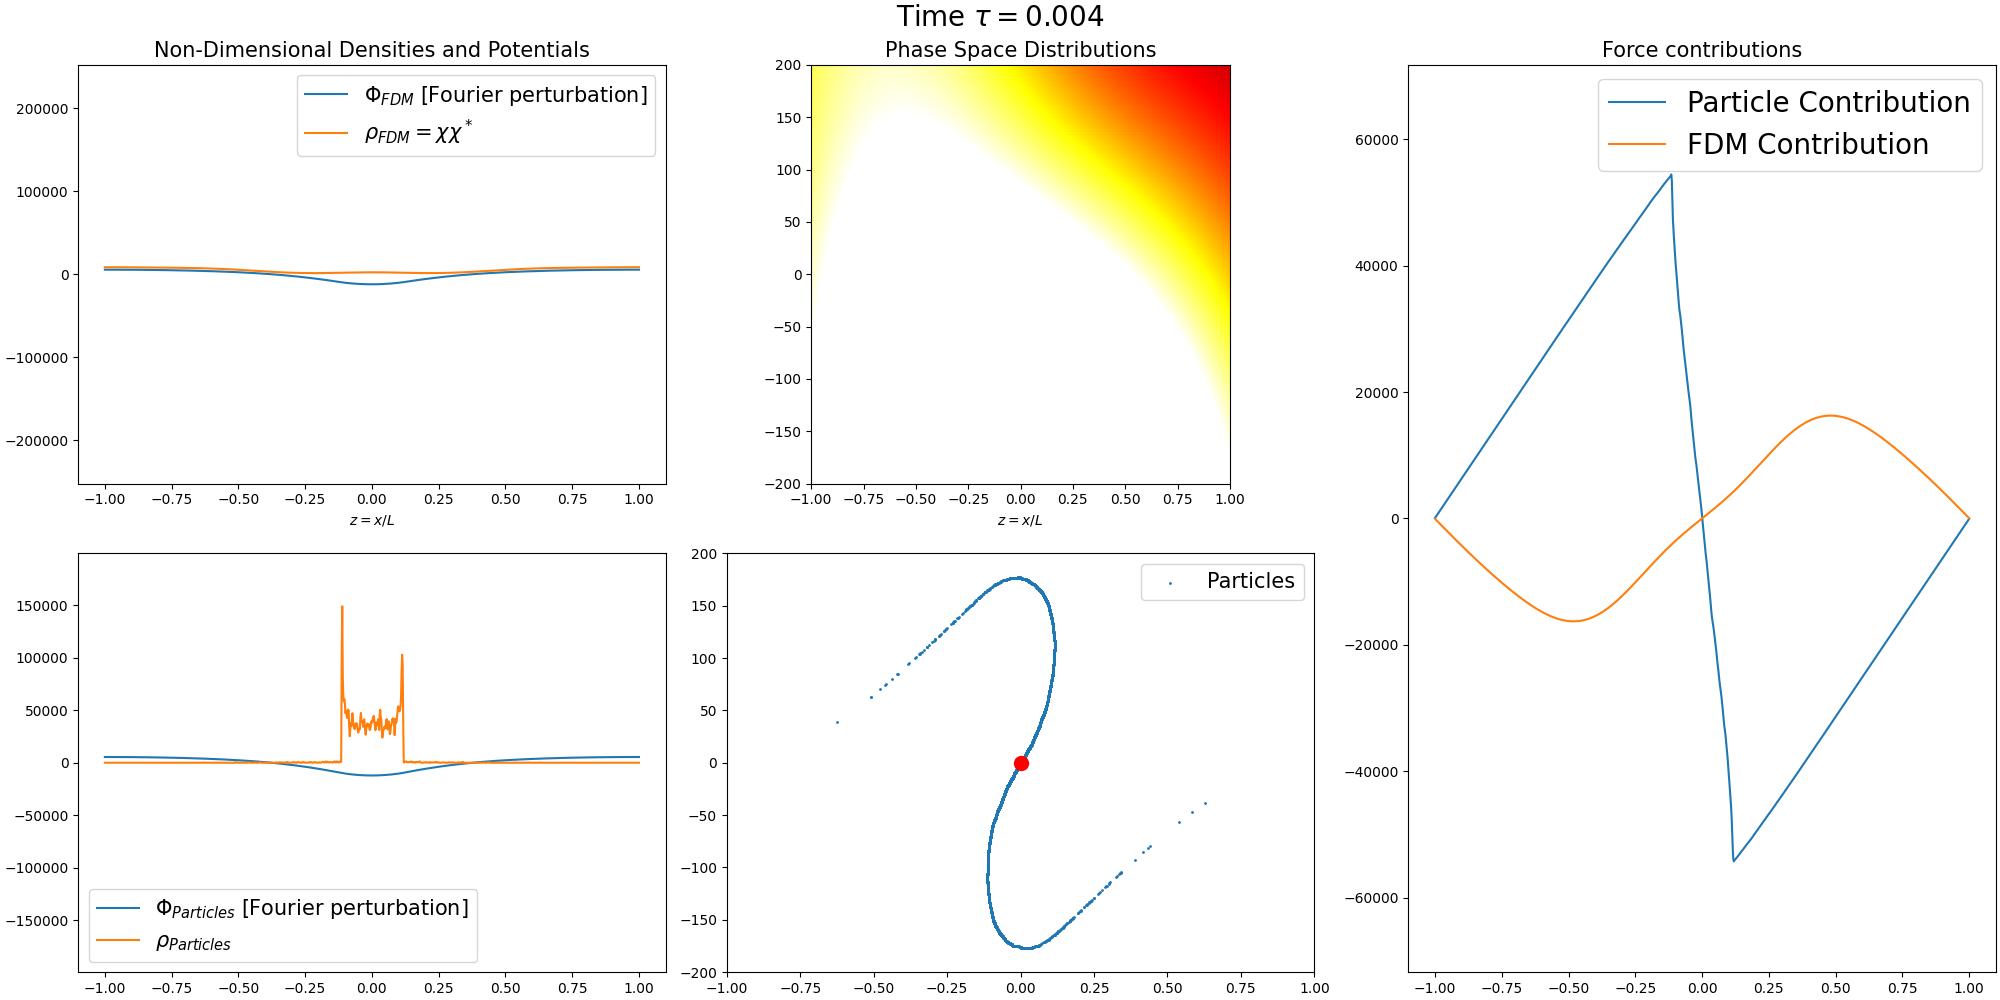 Time τ = 0.004
Non-Dimensional Densities and Potentials
Φ_FDM [Fourier perturbation]
ρ_FDM = χχ*
200000
100000
0
−100000
−200000
−1.00 −0.75 −0.50 −0.25 0.00 0.25 0.50 0.75 1.00
z = x/L
Phase Space Distributions
200
150
100
50
0
−50
−100
−150
−200
−1.00 −0.75 −0.50 −0.25 0.00 0.25 0.50 0.75 1.00
z = x/L
Force contributions
Particle Contribution
FDM Contribution
60000
40000
20000
0
−20000
−40000
−60000
−1.00 −0.75 −0.50 −0.25 0.00 0.25 0.50 0.75 1.00
150000
100000
50000
0
−50000
−100000
−150000
Φ_Particles [Fourier perturbation]
ρ_Particles
−1.00 −0.75 −0.50 −0.25 0.00 0.25 0.50 0.75 1.00
Particles
200
150
100
50
0
−50
−100
−150
−200
−1.00 −0.75 −0.50 −0.25 0.00 0.25 0.50 0.75 1.00